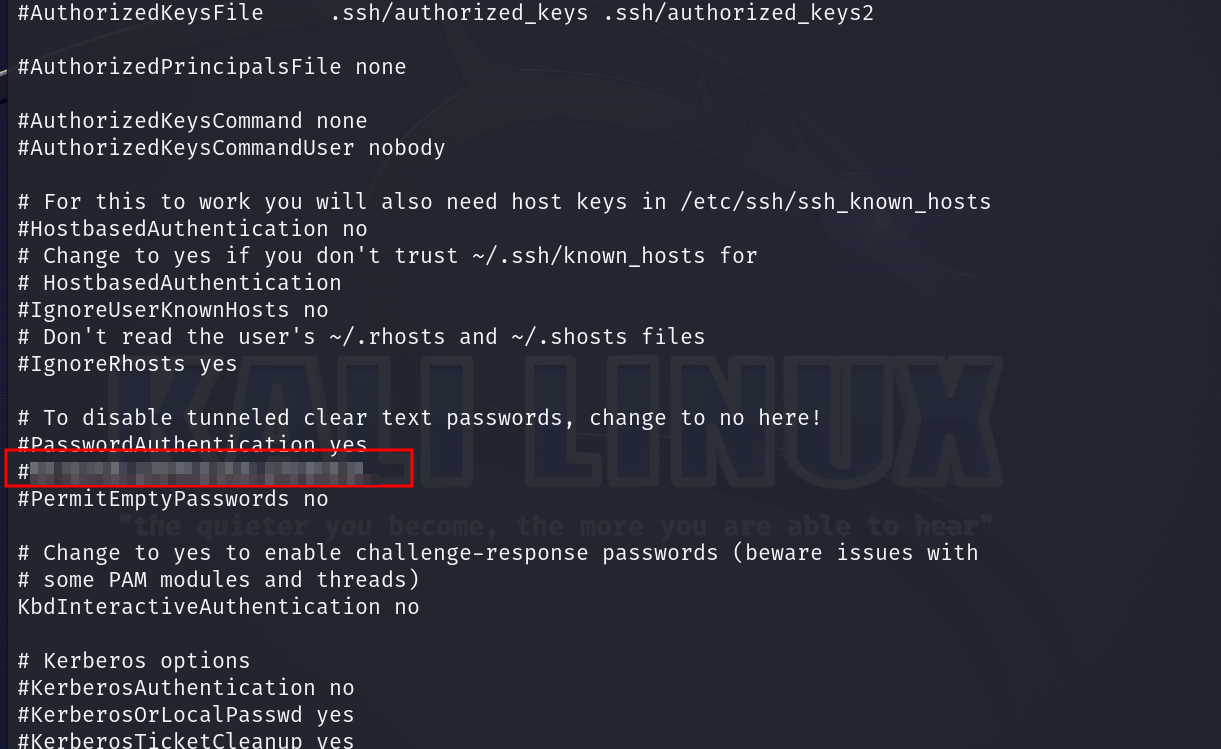 #AuthorizedKeysFile     .ssh/authorized_keys .ssh/authorized_keys2
#AuthorizedPrincipalsFile none
#AuthorizedKeysCommand none
#AuthorizedKeysCommandUser nobody
# For this to work you will also need host keys in /etc/ssh/ssh_known_hosts
#HostbasedAuthentication no
# Change to yes if you don't trust ~/.ssh/known_hosts for
# HostbasedAuthentication
#IgnoreUserKnownHosts no
# Don't read the user's ~/.rhosts and ~/.shosts files
#IgnoreRhosts yes
KALI LINUX
# To disable tunneled clear text passwords, change to no here!
#PasswordAuthentication yes
#
#PermitEmptyPasswords no
"the quieter you become, the more you are able to hear"
# Change to yes to enable challenge-response passwords (beware issues with
# some PAM modules and threads)
KbdInteractiveAuthentication no
# Kerberos options
#KerberosAuthentication no
#KerberosOrLocalPasswd yes
#KerberosTicketCleanup yes